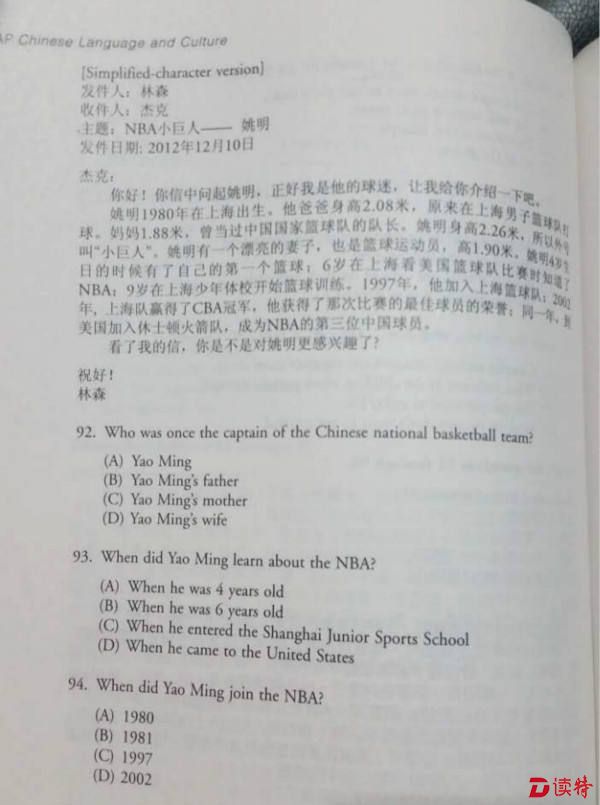 AP Chinese Language and Culture
[Simplified-character version]
发件人：林森
收件人：杰克
主题：NBA小巨人——姚明
发件日期: 2012年12月10日
杰克：
你好！你信中问起姚明，正好我是他的球迷，让我给你介绍一下吧。
姚明1980年在上海出生。他爸爸身高2.08米，原来在上海男子篮球队打
球。妈妈1.88米，曾当过中国国家篮球队的队长。姚明身高2.26米，所以外号
叫“小巨人”。姚明有一个漂亮的妻子，也是篮球运动员，高1.90米。姚明4岁生
日的时候有了自己的第一个篮球；6岁在上海看美国篮球队比赛时知道了
NBA；9岁在上海少年体校开始篮球训练。1997年，他加入上海篮球队；2002
年，上海队赢得了CBA冠军，他获得了那次比赛的最佳球员的荣誉；同一年，到
美国加入休士顿火箭队，成为NBA的第三位中国球员。
看了我的信，你是不是对姚明更感兴趣了？
祝好！
林森
92. Who was once the captain of the Chinese national basketball team?
(A) Yao Ming
(B) Yao Ming's father
(C) Yao Ming's mother
(D) Yao Ming's wife
93. When did Yao Ming learn about the NBA?
(A) When he was 4 years old
(B) When he was 6 years old
(C) When he entered the Shanghai Junior Sports School
(D) When he came to the United States
94. When did Yao Ming join the NBA?
(A) 1980
(B) 1981
(C) 1997
(D) 2002
读特